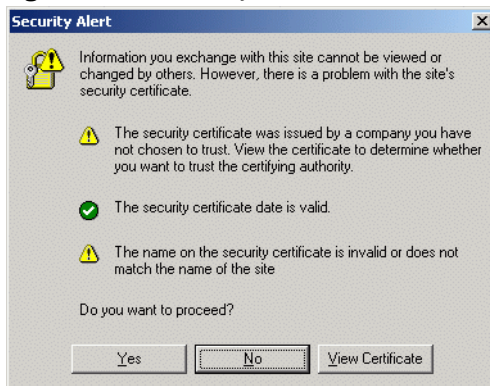 Security Alert
Information you exchange with this site cannot be viewed or
changed by others. However, there is a problem with the site's
security certificate.
The security certificate was issued by a company you have
not chosen to trust. View the certificate to determine whether
you want to trust the certifying authority.
The security certificate date is valid.
The name on the security certificate is invalid or does not
match the name of the site
Do you want to proceed?
Yes No View Certificate